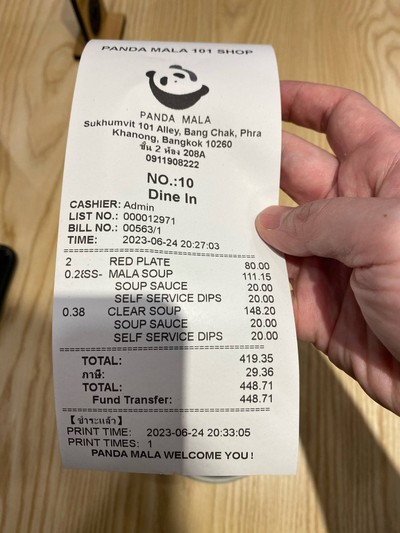 PANDA MALA 101 SHOP
PANDA MALA
Sukhumvit 101 Alley, Bang Chak, Phra
Khanong, Bangkok 10260
ชั้น 2 ห้อง 208A
0911908222
NO.:10
Dine In
CASHIER: Admin
LIST NO.: 000012971
BILL NO.: 00563/1
TIME: 2023-06-24 20:27:03
2 RED PLATE 80.00
MALA SOUP 111.15
SOUP SAUCE 20.00
SELF SERVICE DIPS 20.00
0.38 CLEAR SOUP 148.20
SOUP SAUCE 20.00
SELF SERVICE DIPS 20.00
TOTAL: 419.35
ภาษี: 29.36
TOTAL: 448.71
Fund Transfer: 448.71
【ชำระแล้ว】
PRINT TIME: 2023-06-24 20:33:05
PRINT TIMES: 1
PANDA MALA WELCOME YOU !